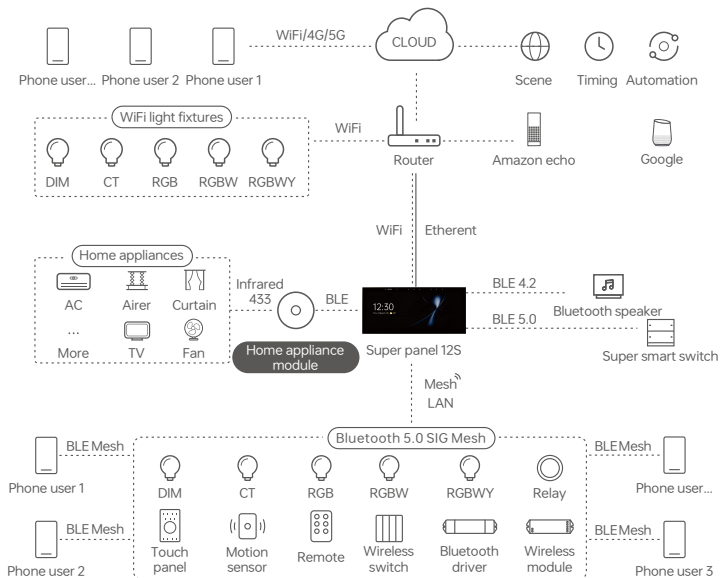 WiFi/4G/5G
CLOUD
Phone user... Phone user 2 Phone user 1
Scene Timing Automation
WiFi light fixtures
WiFi
DIM CT RGB RGBW RGBWY
Router
Amazon echo
Google
WiFi Etherent
Home appliances
AC Airer Curtain
...
More TV Fan
Infrared
433
BLE
Home appliance
module
12:30
Super panel 12S
BLE 4.2
Bluetooth speaker
BLE 5.0
Super smart switch
Mesh
LAN
Bluetooth 5.0 SIG Mesh
BLE Mesh
Phone user 1
BLE Mesh
Phone user...
DIM CT RGB RGBW RGBWY Relay
BLE Mesh
Phone user 2
BLE Mesh
Phone user 3
Touch
panel
Motion
sensor
Remote
Wireless
switch
Bluetooth
driver
Wireless
module